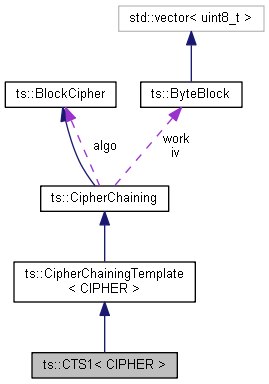 std::vector< uint8_t >
ts::BlockCipher
ts::ByteBlock
algo
work
iv
ts::CipherChaining
ts::CipherChainingTemplate
< CIPHER >
ts::CTS1< CIPHER >